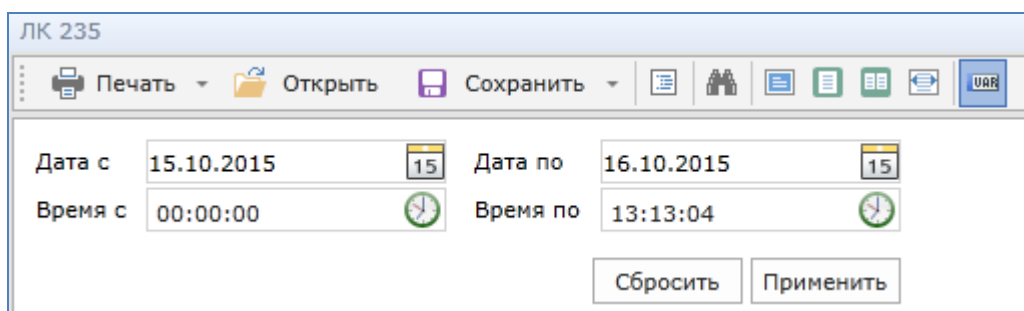 ЛК 235
Печать Открыть Сохранить VAR
Дата с 15.10.2015 15 Дата по 16.10.2015 15
Время с 00:00:00 Время по 13:13:04
Сбросить Применить